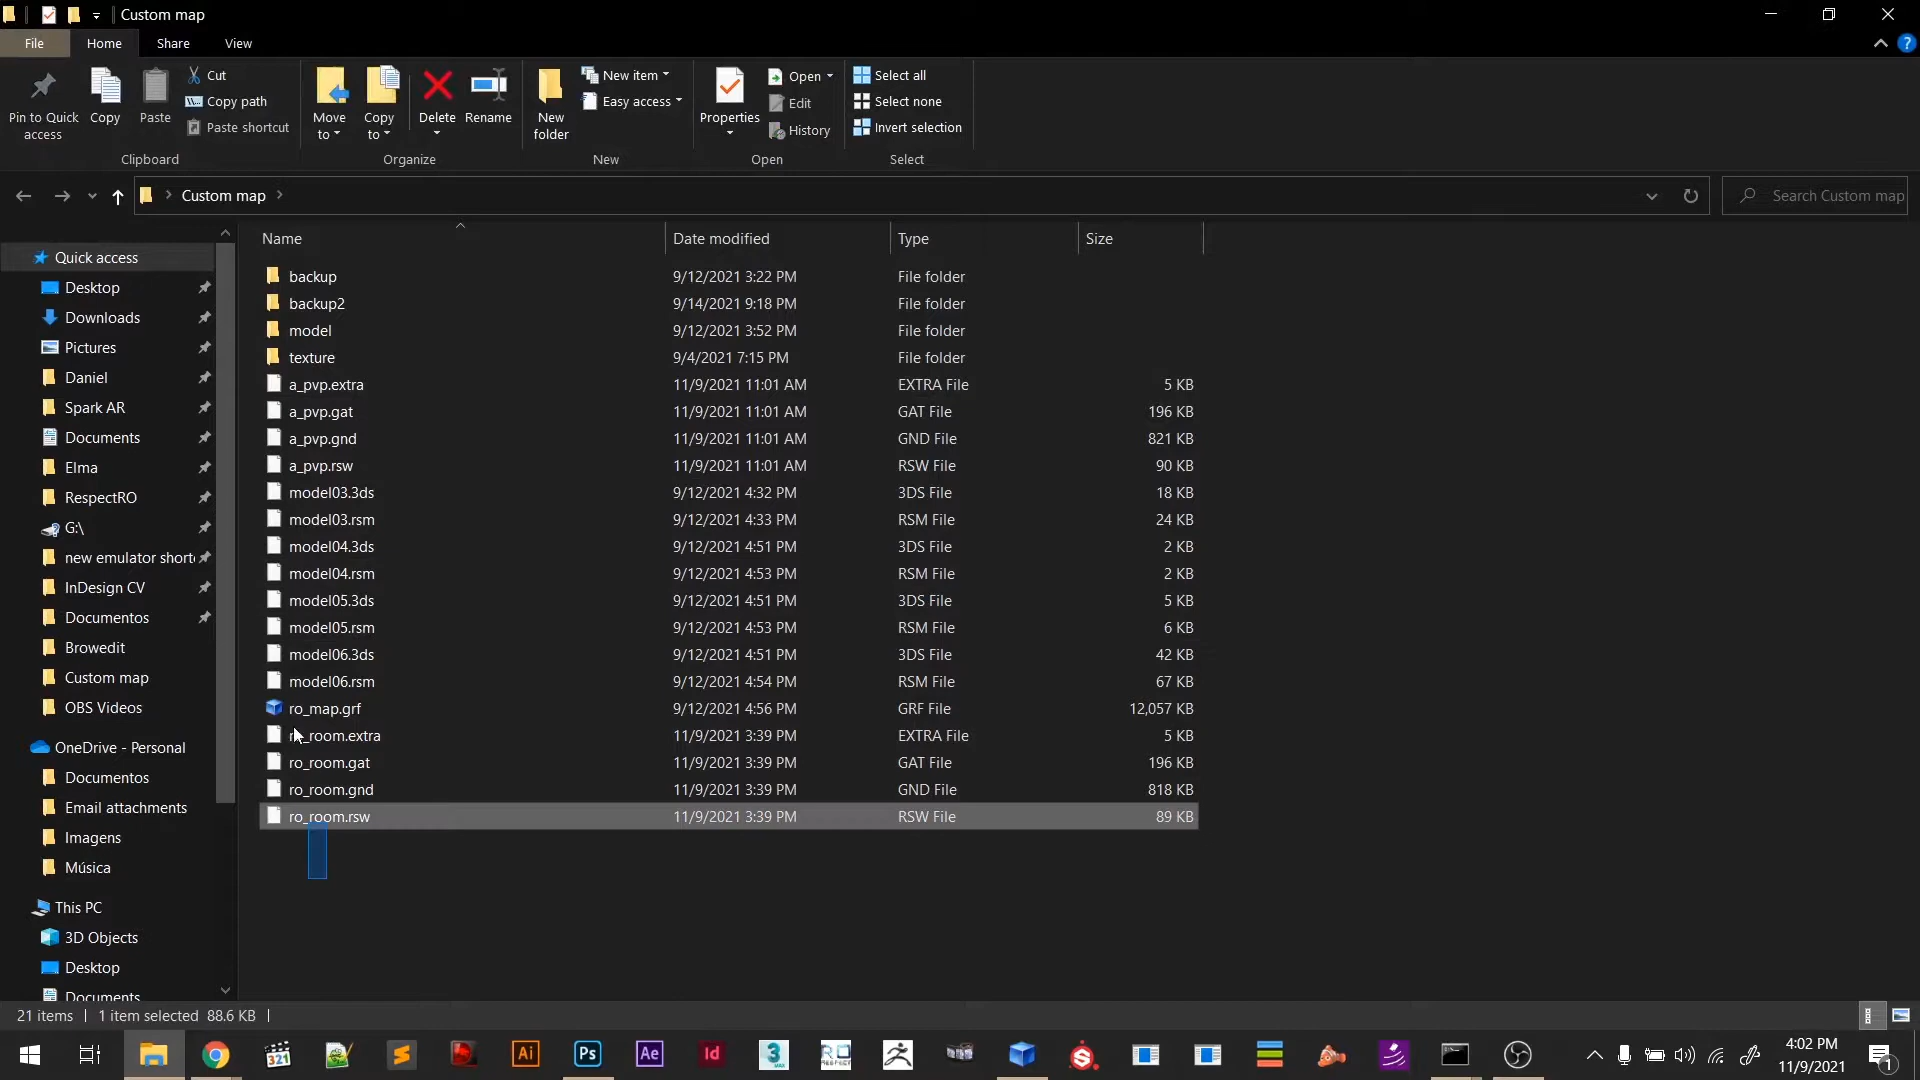 Custom map
File Home Share View
Pin to Quick access
Copy
Paste
Cut
Copy path
Paste shortcut
Clipboard
Move to
Copy to
Delete
Rename
Organize
New folder
New item
Easy access
New
Properties
Open
Edit
History
Open
Select all
Select none
Invert selection
Select
Custom map
Search Custom map
Quick access
Desktop
Downloads
Pictures
Daniel
Spark AR
Documents
Elma
RespectRO
G:\
new emulator short
InDesign CV
Documentos
Browedit
Custom map
OBS Videos
OneDrive - Personal
Documentos
Email attachments
Imagens
Música
This PC
3D Objects
Desktop
Documents
Name Date modified Type Size
backup 9/12/2021 3:22 PM File folder
backup2 9/14/2021 9:18 PM File folder
model 9/12/2021 3:52 PM File folder
texture 9/4/2021 7:15 PM File folder
a_pvp.extra 11/9/2021 11:01 AM EXTRA File 5 KB
a_pvp.gat 11/9/2021 11:01 AM GAT File 196 KB
a_pvp.gnd 11/9/2021 11:01 AM GND File 821 KB
a_pvp.rsw 11/9/2021 11:01 AM RSW File 90 KB
model03.3ds 9/12/2021 4:32 PM 3DS File 18 KB
model03.rsm 9/12/2021 4:33 PM RSM File 24 KB
model04.3ds 9/12/2021 4:51 PM 3DS File 2 KB
model04.rsm 9/12/2021 4:53 PM RSM File 2 KB
model05.3ds 9/12/2021 4:51 PM 3DS File 5 KB
model05.rsm 9/12/2021 4:53 PM RSM File 6 KB
model06.3ds 9/12/2021 4:51 PM 3DS File 42 KB
model06.rsm 9/12/2021 4:54 PM RSM File 67 KB
ro_map.grf 9/12/2021 4:56 PM GRF File 12,057 KB
ro_room.extra 11/9/2021 3:39 PM EXTRA File 5 KB
ro_room.gat 11/9/2021 3:39 PM GAT File 196 KB
ro_room.gnd 11/9/2021 3:39 PM GND File 818 KB
ro_room.rsw 11/9/2021 3:39 PM RSW File 89 KB
21 items 1 item selected 88.6 KB
321 Ai Ps Ae Id 3
4:02 PM
11/9/2021
1